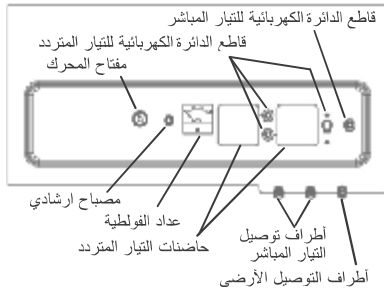 قاطع الدائرة الكهربائية للتيار المباشر
قاطع الدائرة الكهربائية للتيار المتردد
مفتاح المحرك
مصباح ارشادي
عداد الفولطية
حاضنات التيار المتردد
أطراف توصيل
التيار المباشر
أطراف التوصيل الأرضي